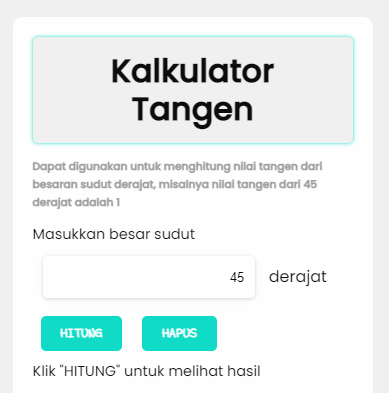 Kalkulator
Tangen
Dapat digunakan untuk menghitung nilai tangen dari
besaran sudut derajat, misalnya nilai tangen dari 45
derajat adalah 1
Masukkan besar sudut
45 derajat
HITUNG HAPUS
Klik "HITUNG" untuk melihat hasil